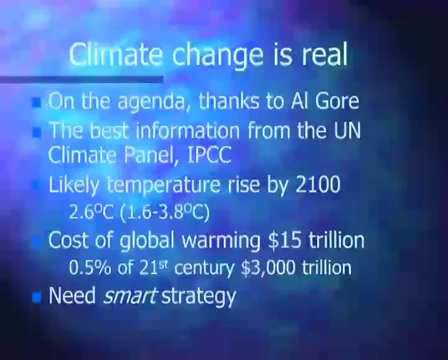 Climate change is real
On the agenda, thanks to Al Gore
The best information from the UN
Climate Panel, IPCC
Likely temperature rise by 2100
2.6ºC (1.6-3.8ºC)
Cost of global warming $15 trillion
0.5% of 21st century $3,000 trillion
Need smart strategy